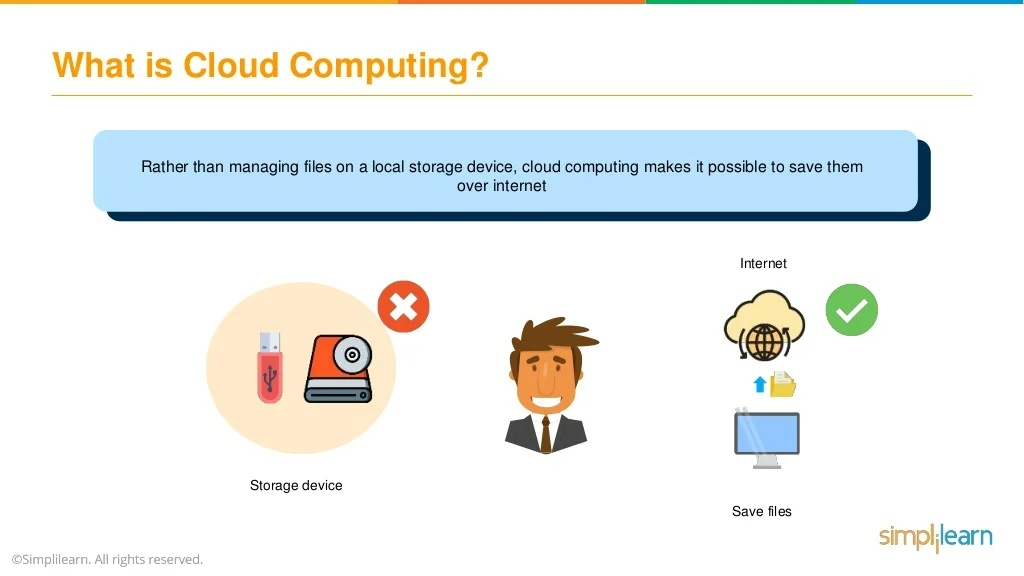 What is Cloud Computing?
Rather than managing files on a local storage device, cloud computing makes it possible to save them
over internet
Internet
Storage device
Save files
simplilearn
©Simplilearn. All rights reserved.